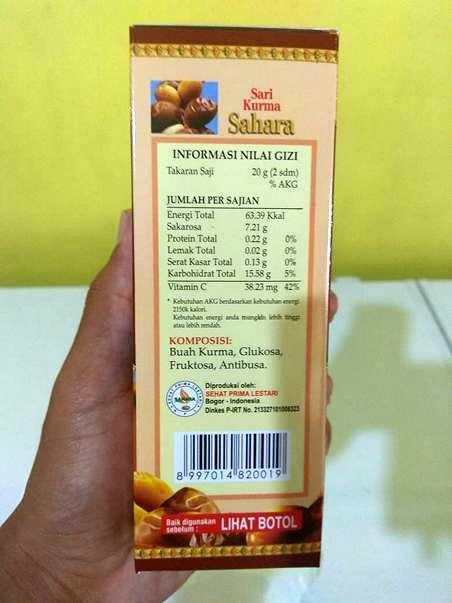 Sari
Kurma
Sahara
INFORMASI NILAI GIZI
Takaran Saji 20 g (2 sdm)
% AKG
JUMLAH PER SAJIAN
Energi Total 63.39 Kkal
Sakarosa 7.21 g
Protein Total 0.22 g 0%
Lemak Total 0.02 g 0%
Serat Kasar Total 0.13 g 0%
Karbohidrat Total 15.58 g 5%
Vitamin C 38.23 mg 42%
* Kebutuhan AKG berdasarkan kebutuhan energi
2150k kalori.
Kebutuhan energi anda mungkin lebih tinggi
atau lebih rendah.
KOMPOSISI:
Buah Kurma, Glukosa,
Fruktosa, Antibusa.
Diproduksi oleh:
SEHAT PRIMA LESTARI
Bogor - Indonesia
Dinkes P-IRT No. 213327101008323
8 997014 820019
Baik digunakan
sebelum : LIHAT BOTOL